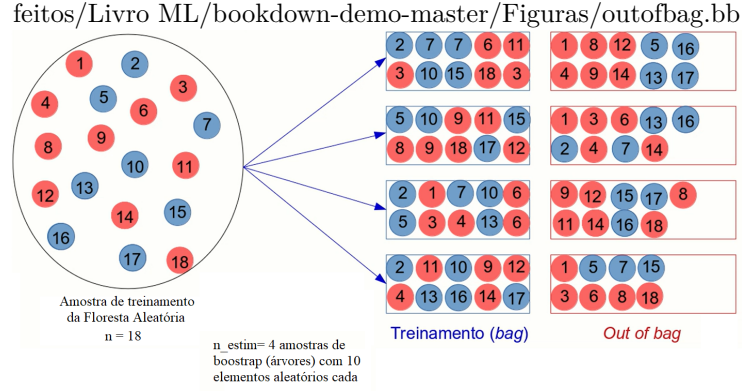 feitos/Livro ML/bookdown-demo-master/Figuras/outofbag.bb
1 2 3 4 5 6 7 8 9 10 11 12 13 14 15 16 17 18
2 7 7 6 11
3 10 15 18 3
1 8 12 5 16
4 9 14 13 17
5 10 9 11 15
8 9 18 17 12
1 3 6 13 16
2 4 7 14
2 1 7 10 6
5 3 4 13 6
9 12 15 17 8
11 14 16 18
2 11 10 9 12
4 13 16 14 17
1 5 7 15
3 6 8 18
Amostra de treinamento
da Floresta Aleatória
n = 18
n_estim= 4 amostras de
boostrap (árvores) com 10
elementos aleatórios cada
Treinamento (bag)
Out of bag